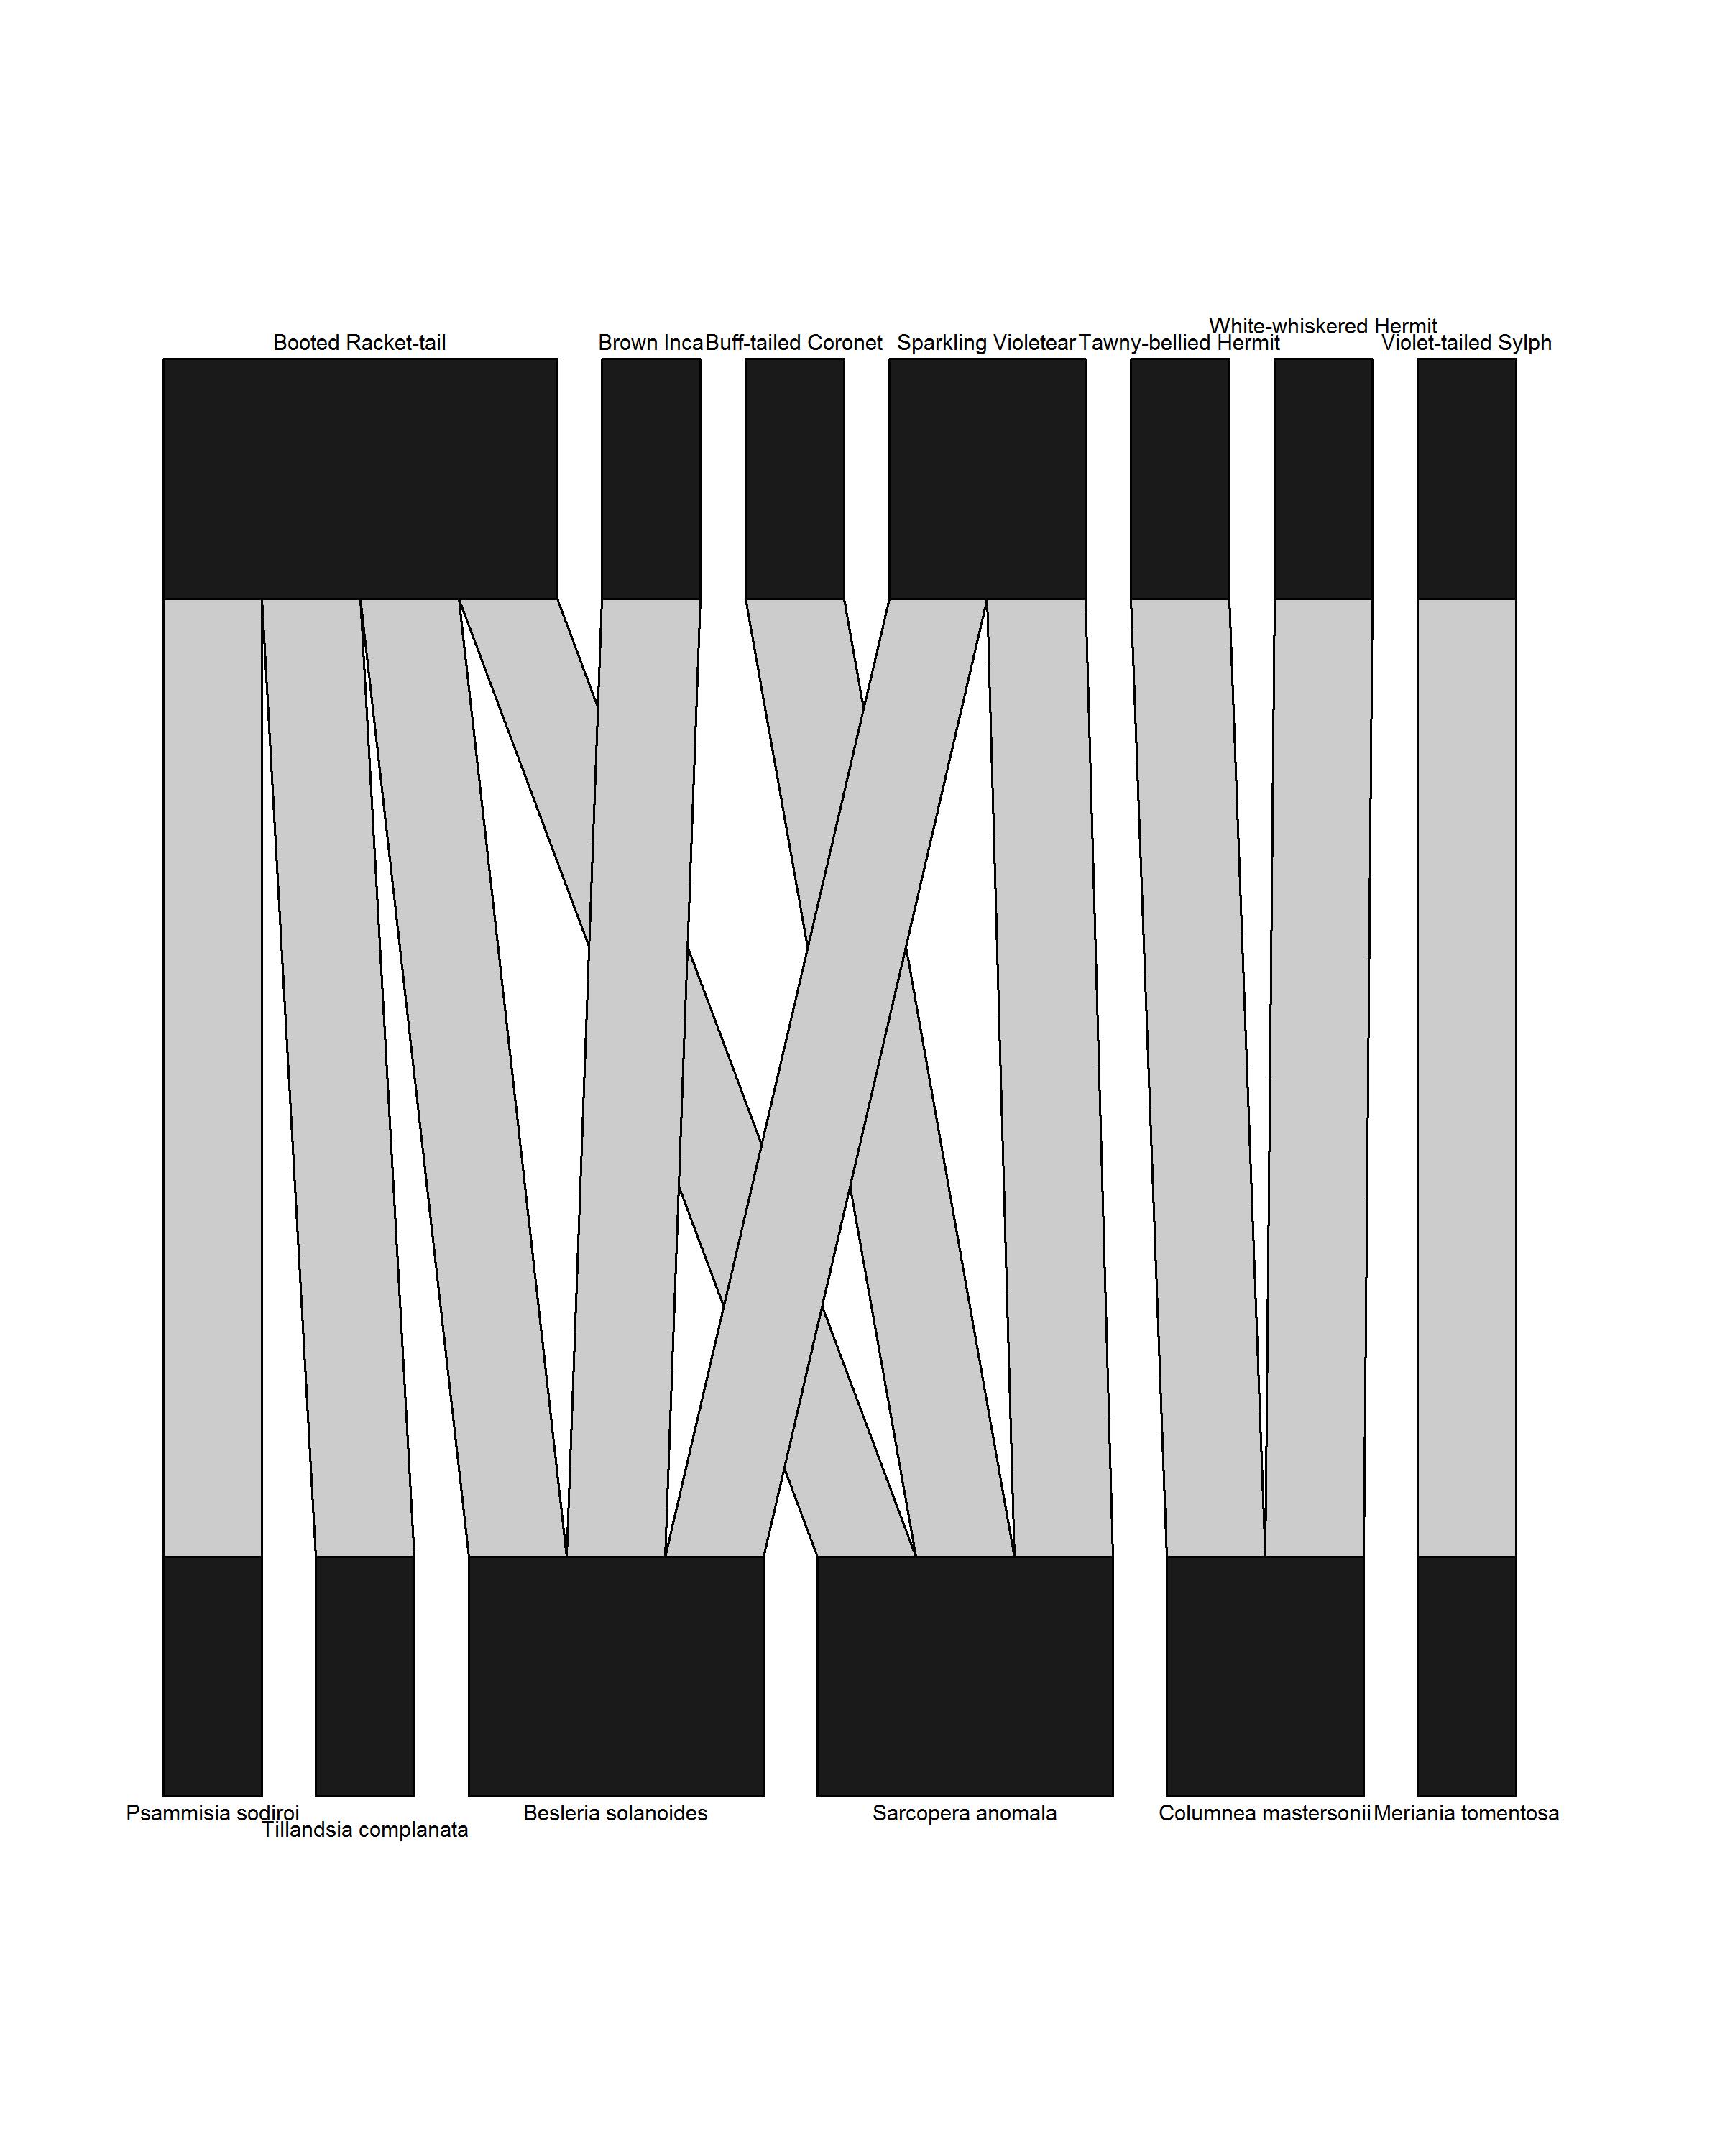 White-whiskered Hermit
Booted Racket-tail Brown Inca Buff-tailed Coronet Sparkling Violetear Tawny-bellied Hermit Violet-tailed Sylph
Psammisia sodiroi Besleria solanoides Sarcopera anomala Columnea mastersonii Meriania tomentosa
Tillandsia complanata